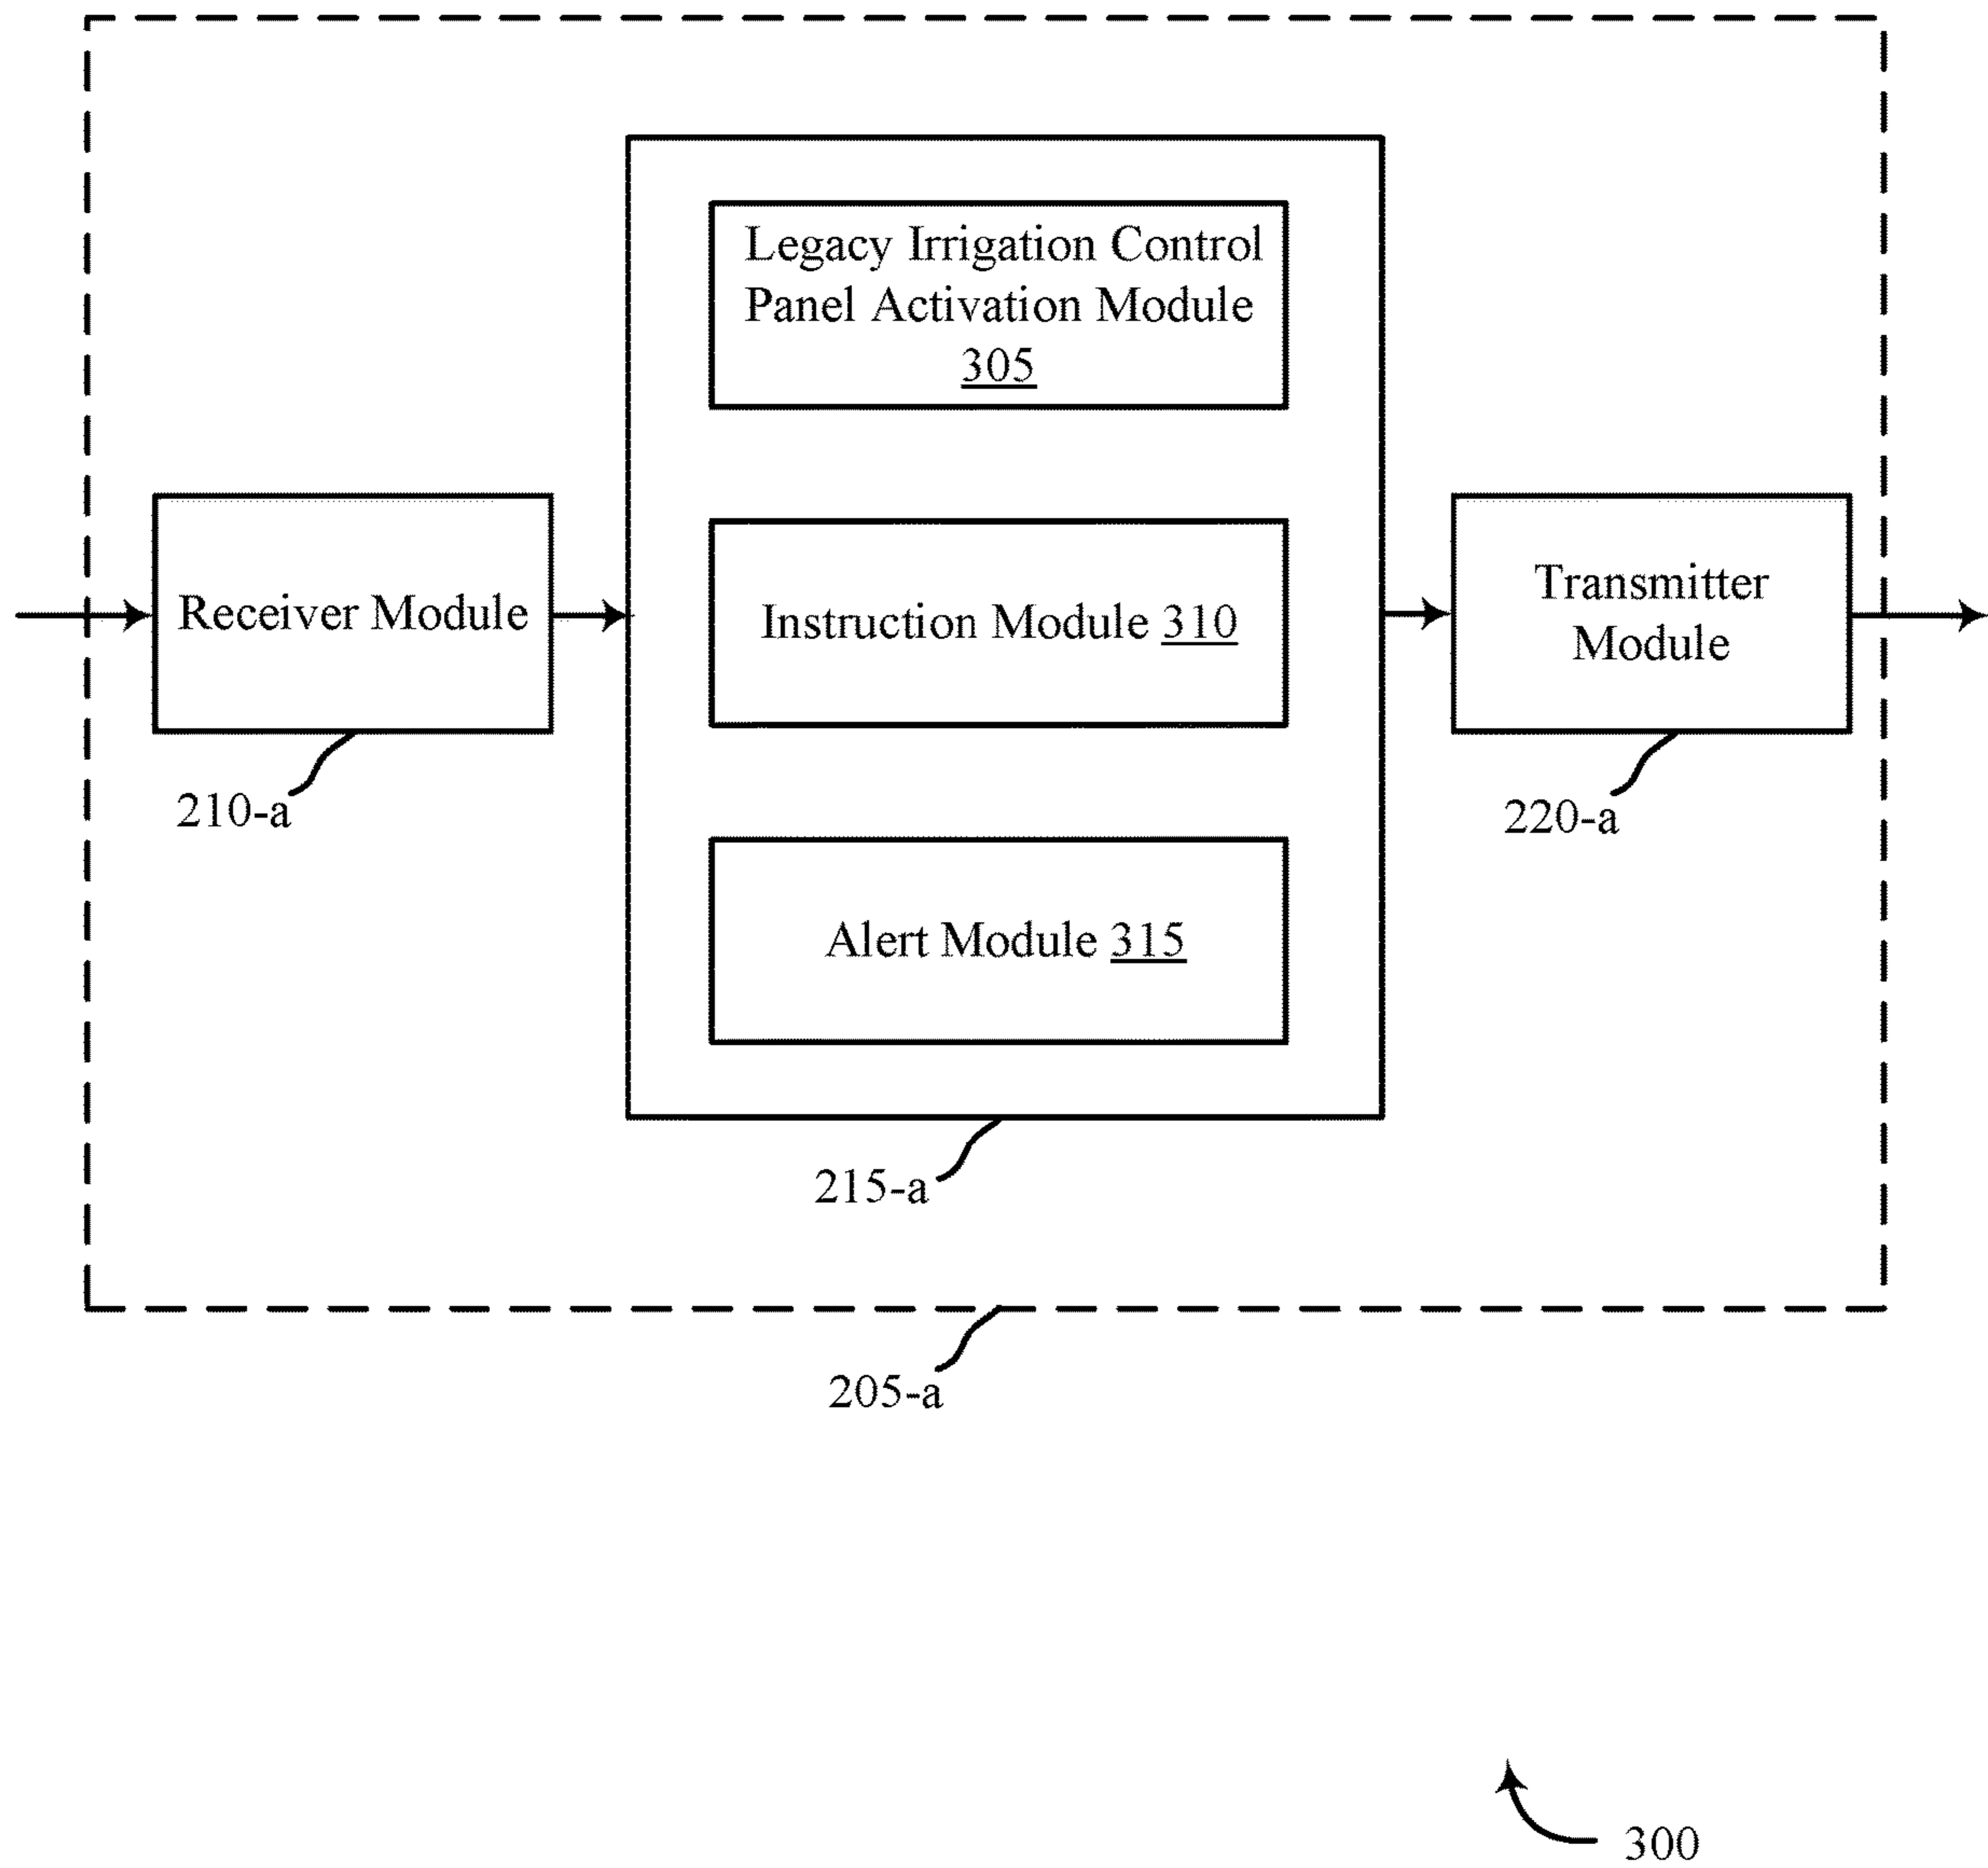 Legacy Irrigation Control
Panel Activation Module
305
Receiver Module
Instruction Module 310
Transmitter
Module
210-a
220-a
Alert Module 315
215-a
205-a
300